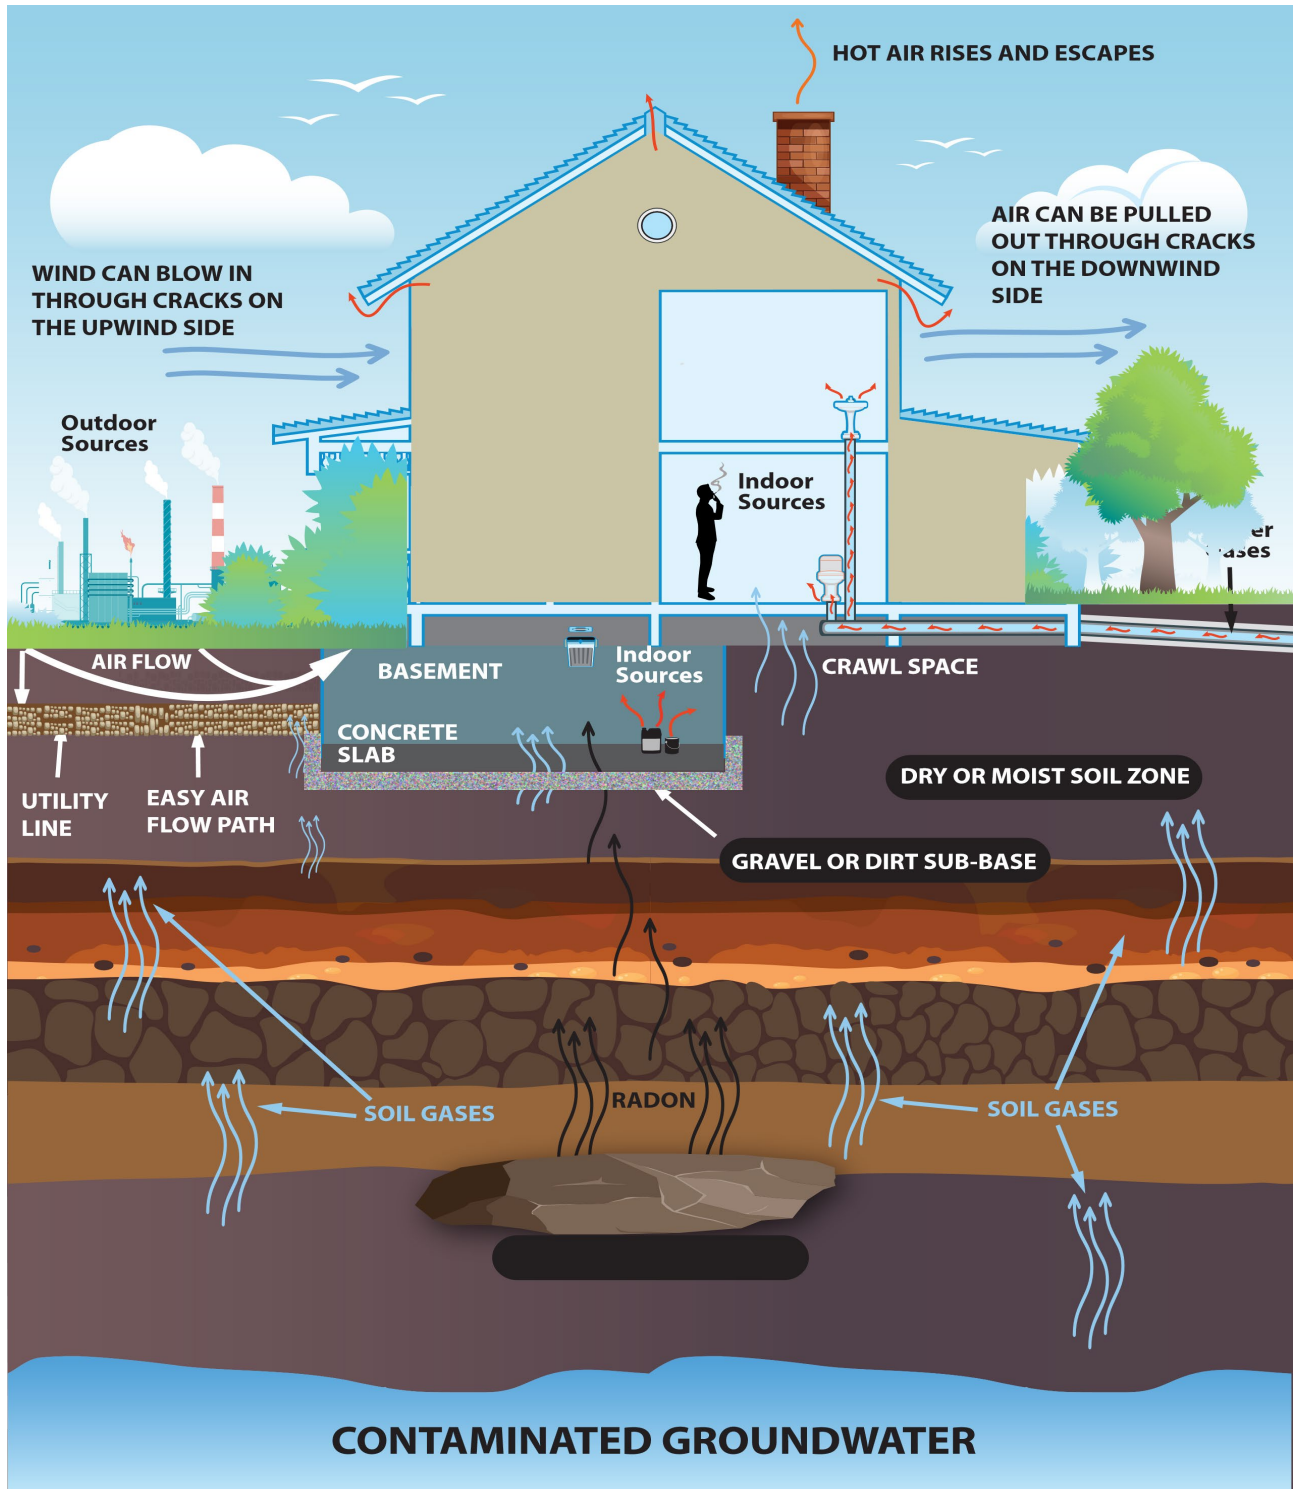 HOT AIR RISES AND ESCAPES
AIR CAN BE PULLED
OUT THROUGH CRACKS
ON THE DOWNWIND
SIDE
WIND CAN BLOW IN
THROUGH CRACKS ON
THE UPWIND SIDE
Outdoor
Sources
Indoor
Sources
AIR FLOW
BASEMENT
Indoor
Sources
CRAWL SPACE
CONCRETE
SLAB
UTILITY
LINE
EASY AIR
FLOW PATH
DRY OR MOIST SOIL ZONE
GRAVEL OR DIRT SUB-BASE
RADON
SOIL GASES
SOIL GASES
CONTAMINATED GROUNDWATER